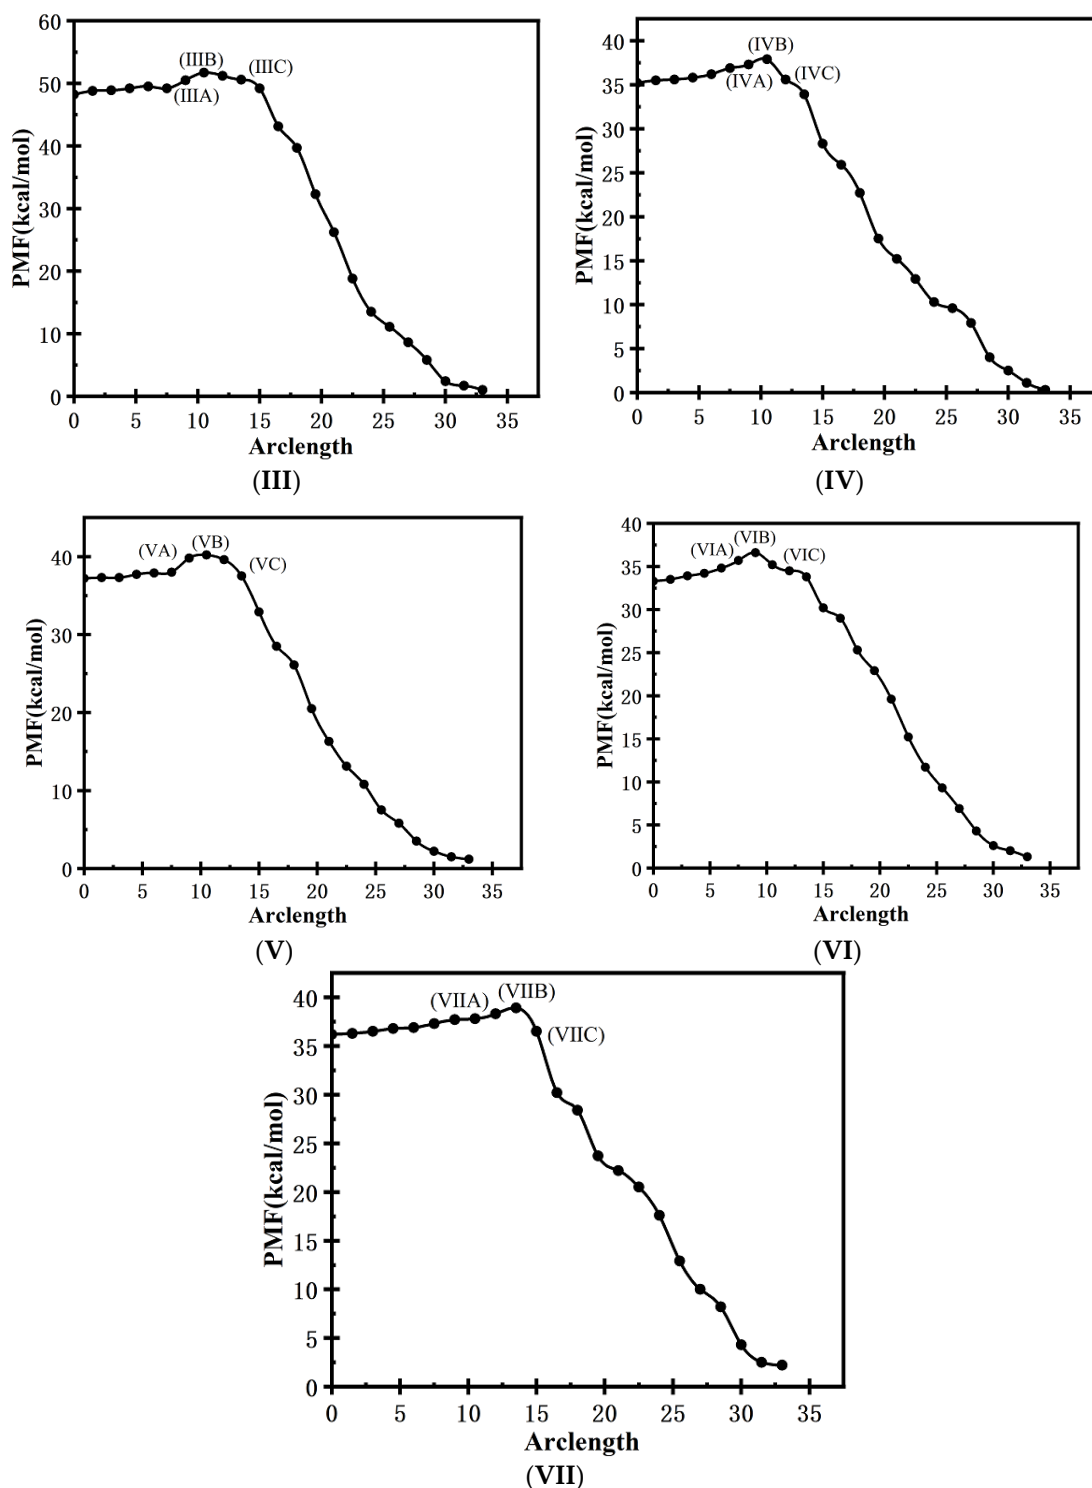 PMF(kcal/mol)
60
50
40
30
20
10
0
(IIIA)
(IIIB)
(IIIC)
0 5 10 15 20 25 30 35
Arclength
(III)
PMF(kcal/mol)
40
35
30
25
20
15
10
5
0
(IVA)
(IVB)
(IVC)
0 5 10 15 20 25 30 35
Arclength
(IV)
PMF(kcal/mol)
40
30
20
10
0
(VA)
(VB)
(VC)
0 5 10 15 20 25 30 35
Arclength
(V)
PMF(kcal/mol)
40
35
30
25
20
15
10
5
0
(VIA)
(VIB)
(VIC)
0 5 10 15 20 25 30 35
Arclength
(VI)
PMF(kcal/mol)
40
35
30
25
20
15
10
5
0
(VIIA)
(VIIB)
(VIIC)
0 5 10 15 20 25 30 35
Arclength
(VII)